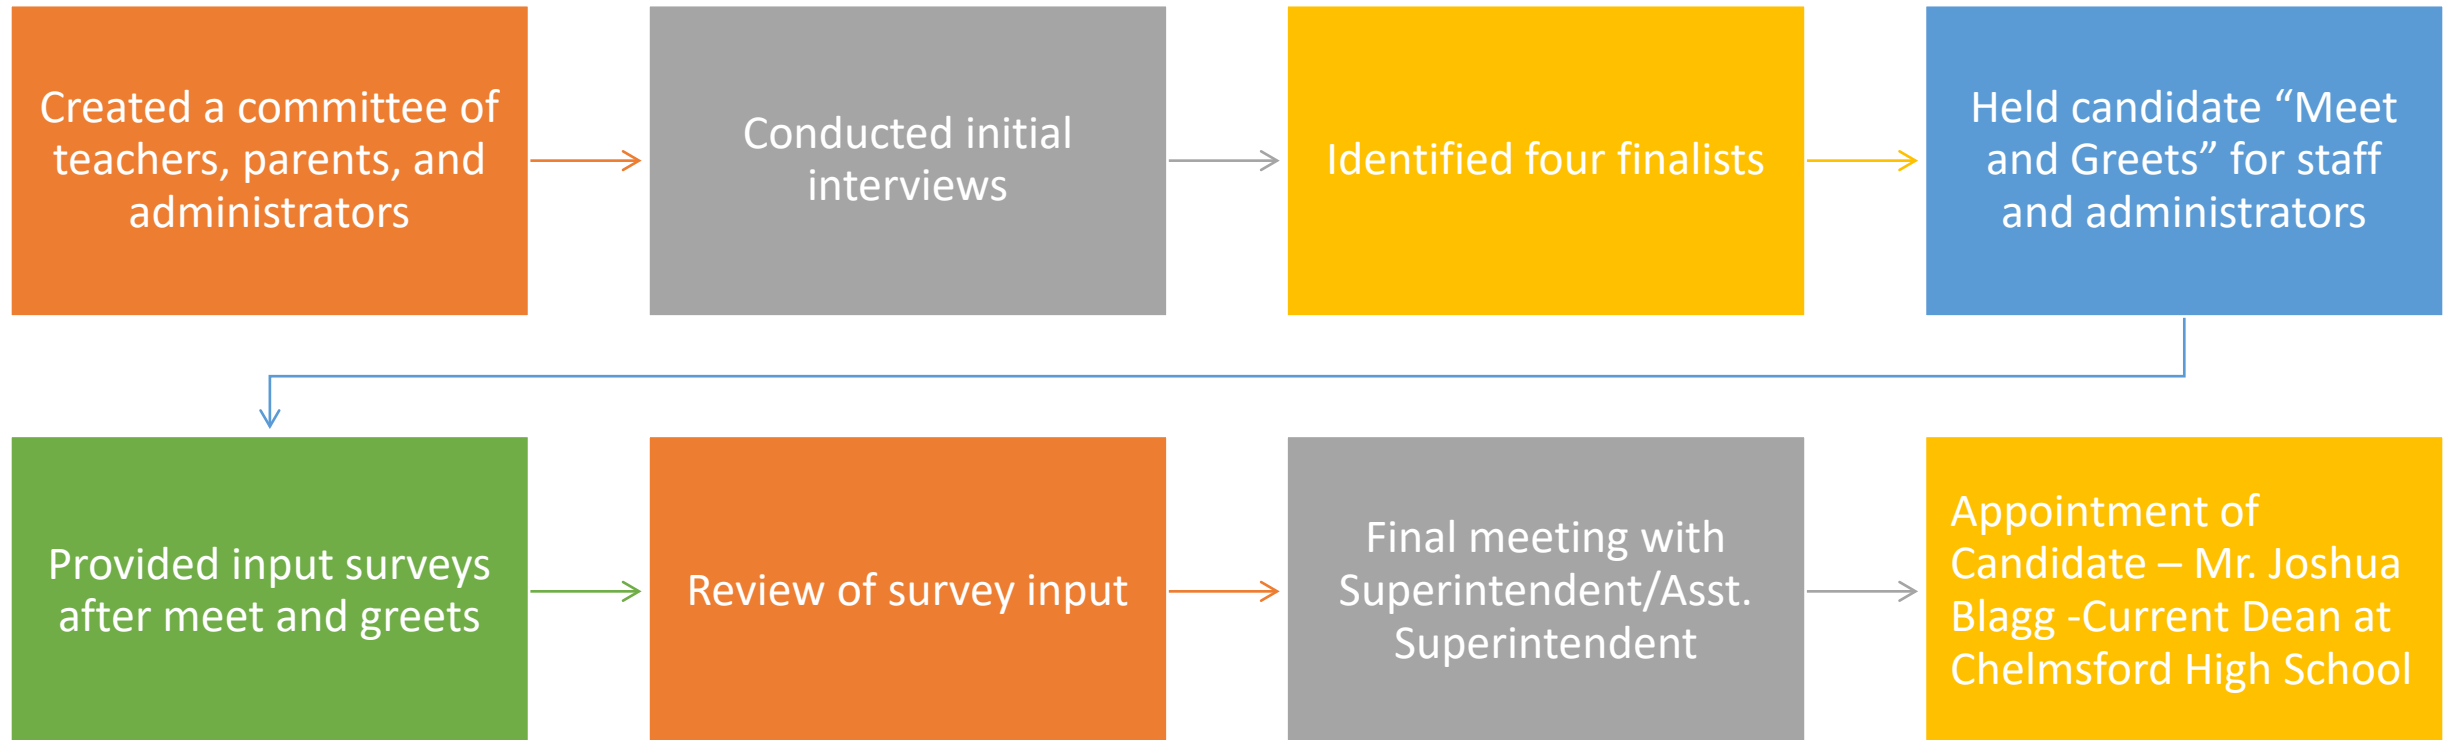 Created a committee of
teachers, parents, and
administrators
Conducted initial
interviews
Identified four finalists
Held candidate “Meet
and Greets” for staff
and administrators
Provided input surveys
after meet and greets
Review of survey input
Final meeting with
Superintendent/Asst.
Superintendent
Appointment of
Candidate – Mr. Joshua
Blagg -Current Dean at
Chelmsford High School